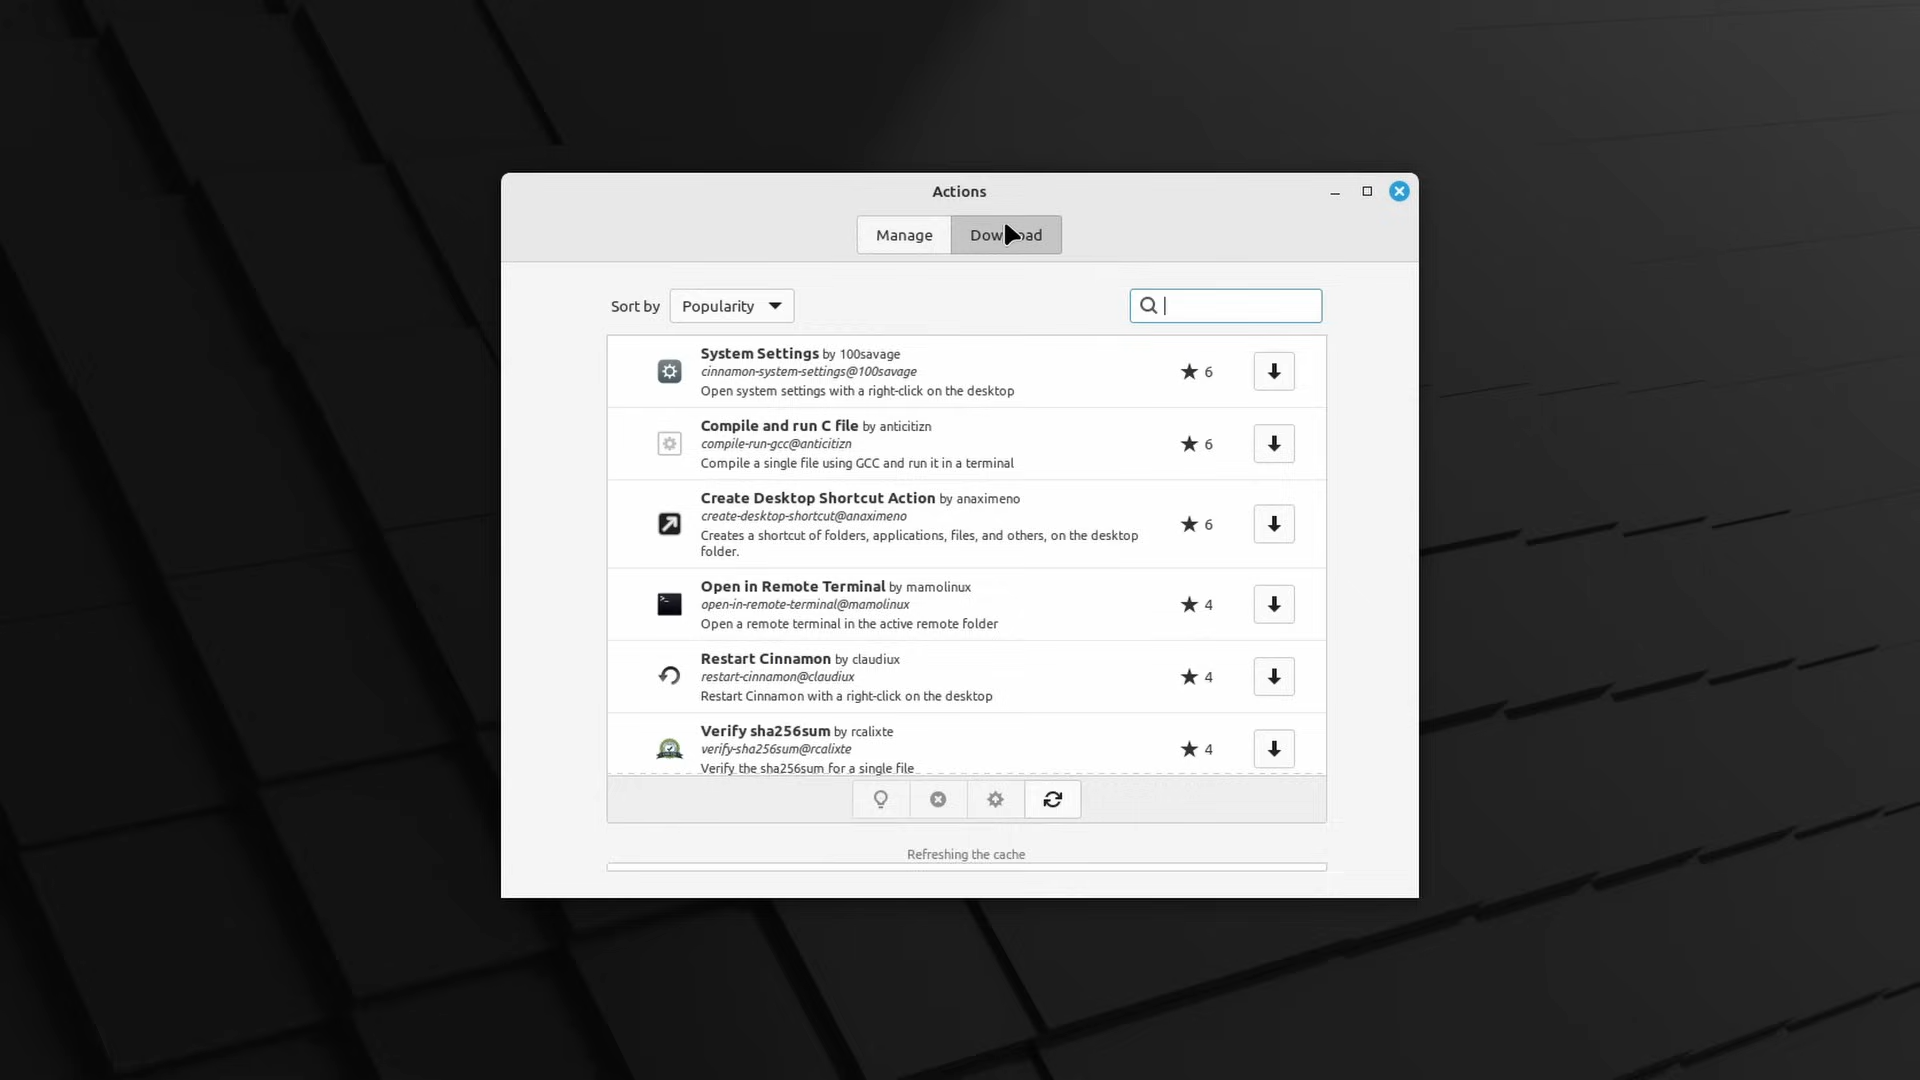 Actions
Manage Download
Sort by Popularity
System Settings by 100savage
cinnamon-system-settings@100savage
Open system settings with a right-click on the desktop
6
Compile and run C file by anticitizn
compile-run-gcc@anticitizn
Compile a single file using GCC and run it in a terminal
6
Create Desktop Shortcut Action by anaximeno
create-desktop-shortcut@anaximeno
Creates a shortcut of folders, applications, files, and others, on the desktop
folder.
6
Open in Remote Terminal by mamolinux
open-in-remote-terminal@mamolinux
Open a remote terminal in the active remote folder
4
Restart Cinnamon by claudiux
restart-cinnamon@claudiux
Restart Cinnamon with a right-click on the desktop
4
Verify sha256sum by rcalixte
verify-sha256sum@rcalixte
Verify the sha256sum for a single file
4
Refreshing the cache